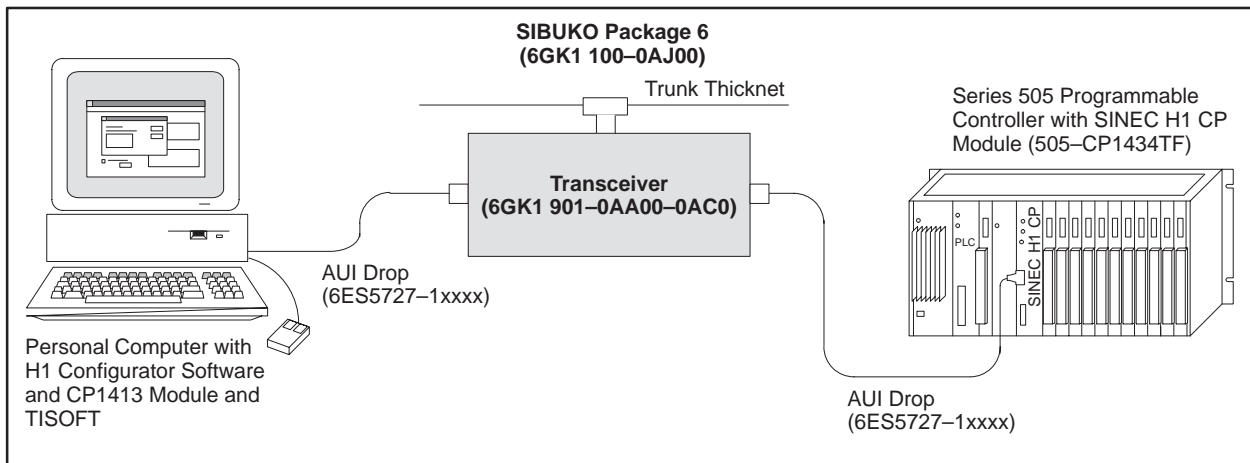 SIBUKO Package 6
(6GK1 100–0AJ00)
Trunk Thicknet
Transceiver
(6GK1 901–0AA00–0AC0)
AUI Drop
(6ES5727–1xxxx)
Personal Computer with
H1 Configurator Software
and CP1413 Module and
TISOFT
Series 505 Programmable
Controller with SINEC H1 CP
Module (505–CP1434TF)
PLC
SINEC H1 CP
AUI Drop
(6ES5727–1xxxx)